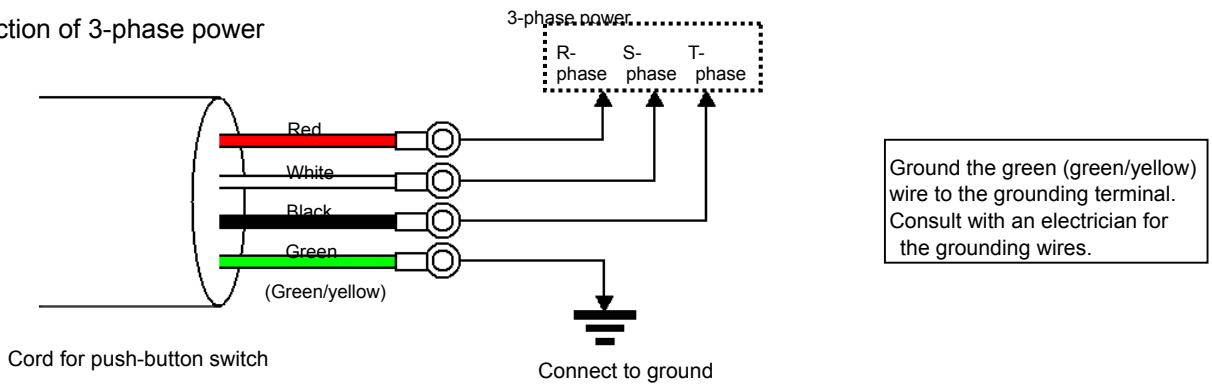 ction of 3-phase power
3-phase power
R- S- T-
phase phase phase
Red
White
Black
Green
(Green/yellow)
Cord for push-button switch
Connect to ground
Ground the green (green/yellow)
wire to the grounding terminal.
Consult with an electrician for
the grounding wires.